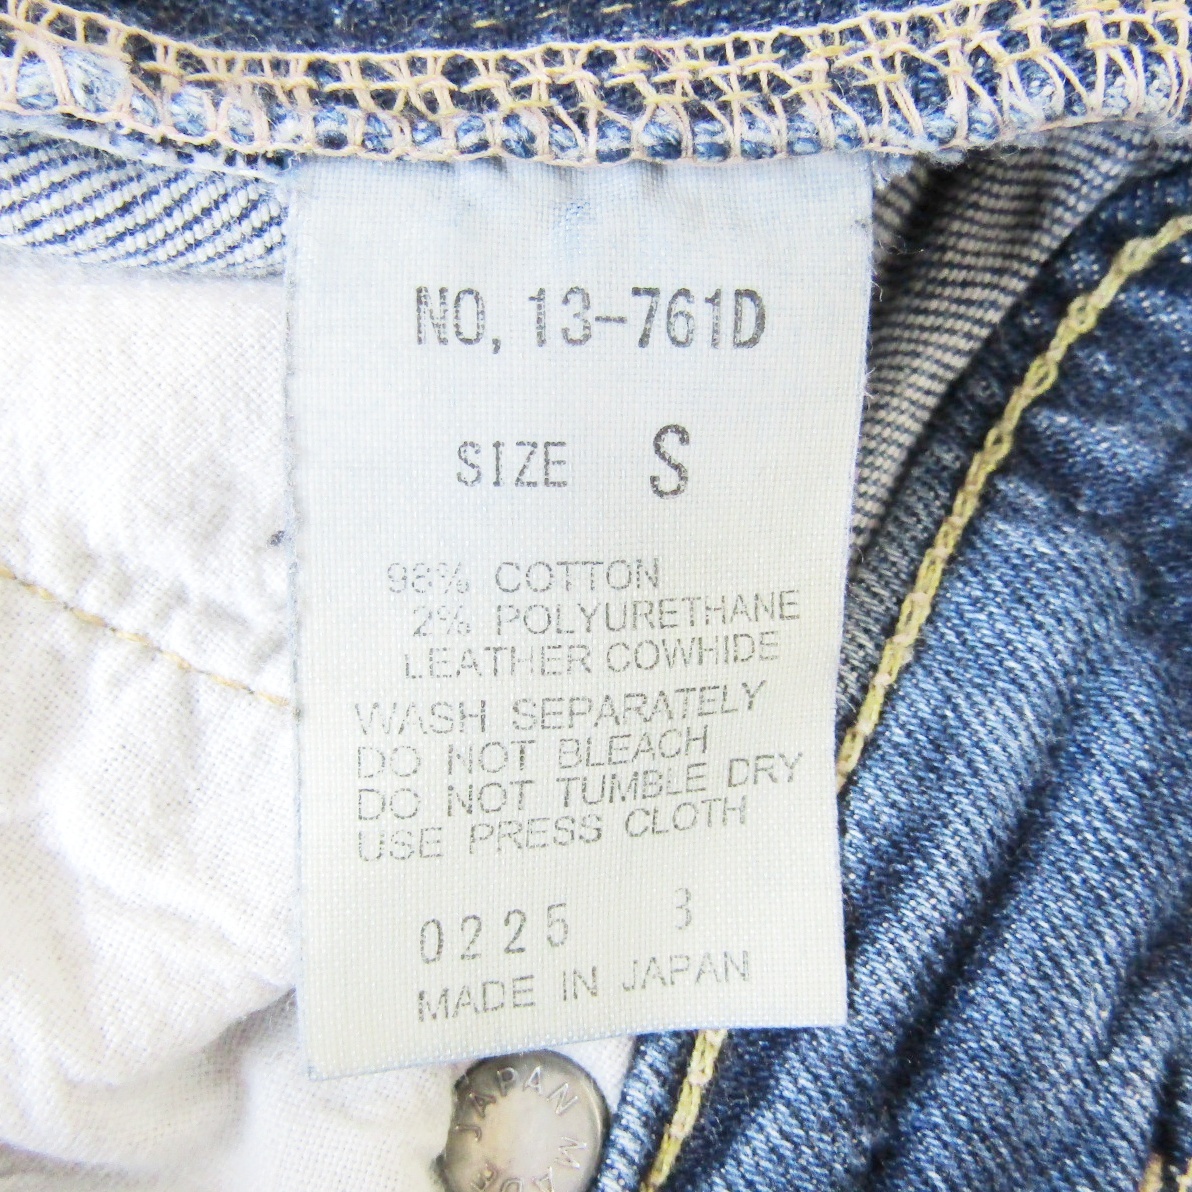 NO, 13-761D
SIZE S
98% COTTON
2% POLYURETHANE
LEATHER COWHIDE
WASH SEPARATELY
DO NOT BLEACH
DO NOT TUMBLE DRY
USE PRESS CLOTH
0225 3
MADE IN JAPAN
JAPAN MADE